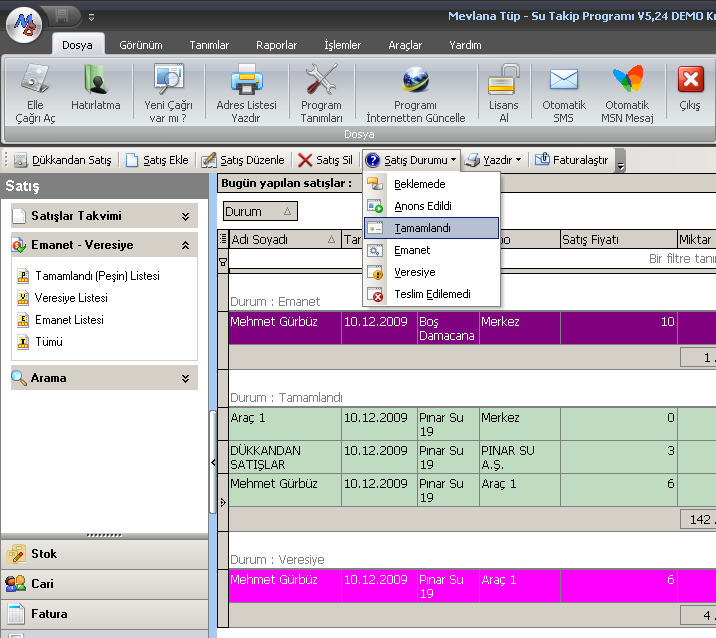 Mevlana Tüp - Su Takip Programı V5,24 DEMO K
Dosya Görünüm Tanımlar Raporlar İşlemler Araçlar Yardım
Elle Çağrı Aç
Hatırlatma
Yeni Çağrı var mı ?
Adres Listesi Yazdır
Program Tanımları
Programı İnternetten Güncelle
Lisans Al
Otomatik SMS
Otomatik MSN Mesaj
Çıkış
Dosya
Dükkandan Satış Satış Ekle Satış Düzenle Satış Sil Satış Durumu Yazdır Faturalaştır
Satış
Satışlar Takvimi
Emanet - Veresiye
Tamamlandı (Peşin) Listesi
Veresiye Listesi
Emanet Listesi
Tümü
Arama
Stok
Cari
Fatura
Bugün yapılan satışlar :
Durum
Beklemede
Anons Edildi
Tamamlandı
Emanet
Veresiye
Teslim Edilemedi
Adı Soyadı Tar po Satış Fiyatı Miktar
Bir filtre tanı
Durum : Emanet
Mehmet Gürbüz 10.12.2009 Boş Damacana Merkez 10
1 .
Durum : Tamamlandı
Araç 1 10.12.2009 Pınar Su 19 Merkez 0
DÜKKANDAN SATIŞLAR 10.12.2009 Pınar Su 19 PINAR SU A.Ş. 3
Mehmet Gürbüz 10.12.2009 Pınar Su 19 Araç 1 6
142 .
Durum : Veresiye
Mehmet Gürbüz 10.12.2009 Pınar Su 19 Araç 1 6
4 .